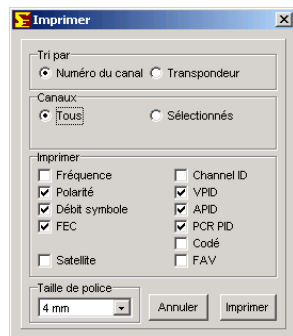 Imprimer
Tri par
Numéro du canal Transpondeur
Canaux
Tous Sélectionnés
Imprimer
Fréquence Channel ID
Polarité VPID
Débit symbole APID
FEC PCR PID
Codé
Satellite FAV
Taille de police
4 mm Annuler Imprimer